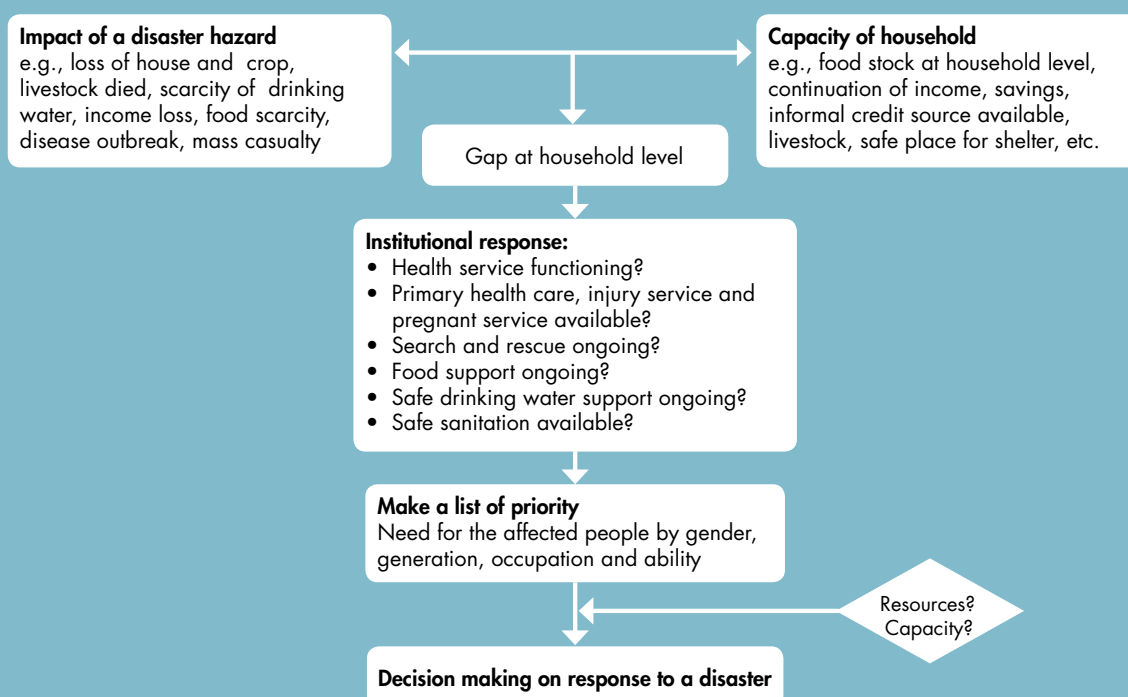 Impact of a disaster hazard
e.g., loss of house and crop,
livestock died, scarcity of drinking
water, income loss, food scarcity,
disease outbreak, mass casualty
Capacity of household
e.g., food stock at household level,
continuation of income, savings,
informal credit source available,
livestock, safe place for shelter, etc.
Gap at household level
Institutional response:
• Health service functioning?
• Primary health care, injury service and
pregnant service available?
• Search and rescue ongoing?
• Food support ongoing?
• Safe drinking water support ongoing?
• Safe sanitation available?
Make a list of priority
Need for the affected people by gender,
generation, occupation and ability
Resources?
Capacity?
Decision making on response to a disaster